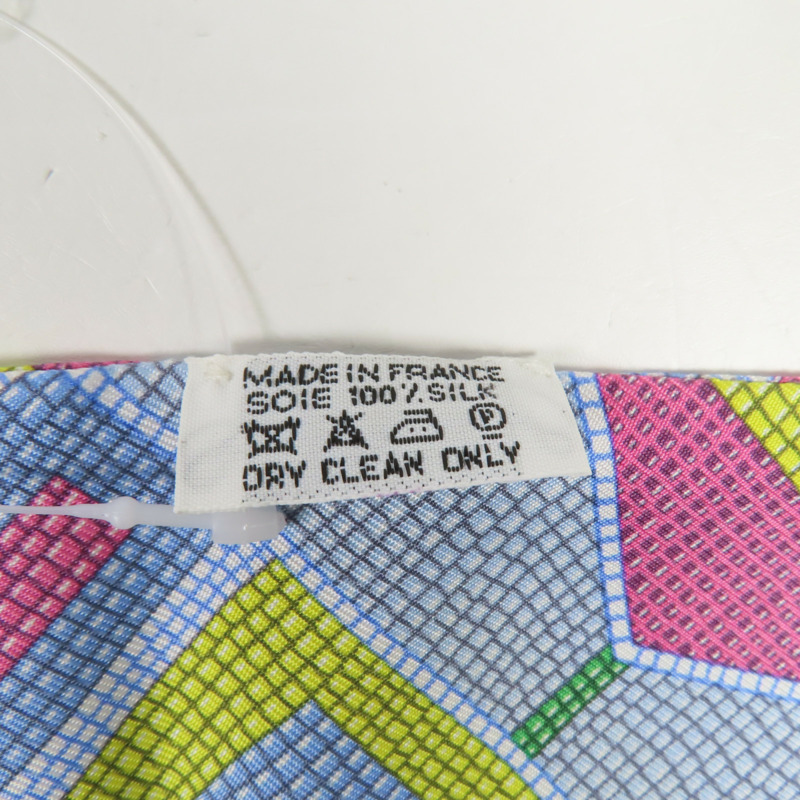 MADE IN FRANCE
SOIE 100% SILK
P
DRY CLEAN ONLY